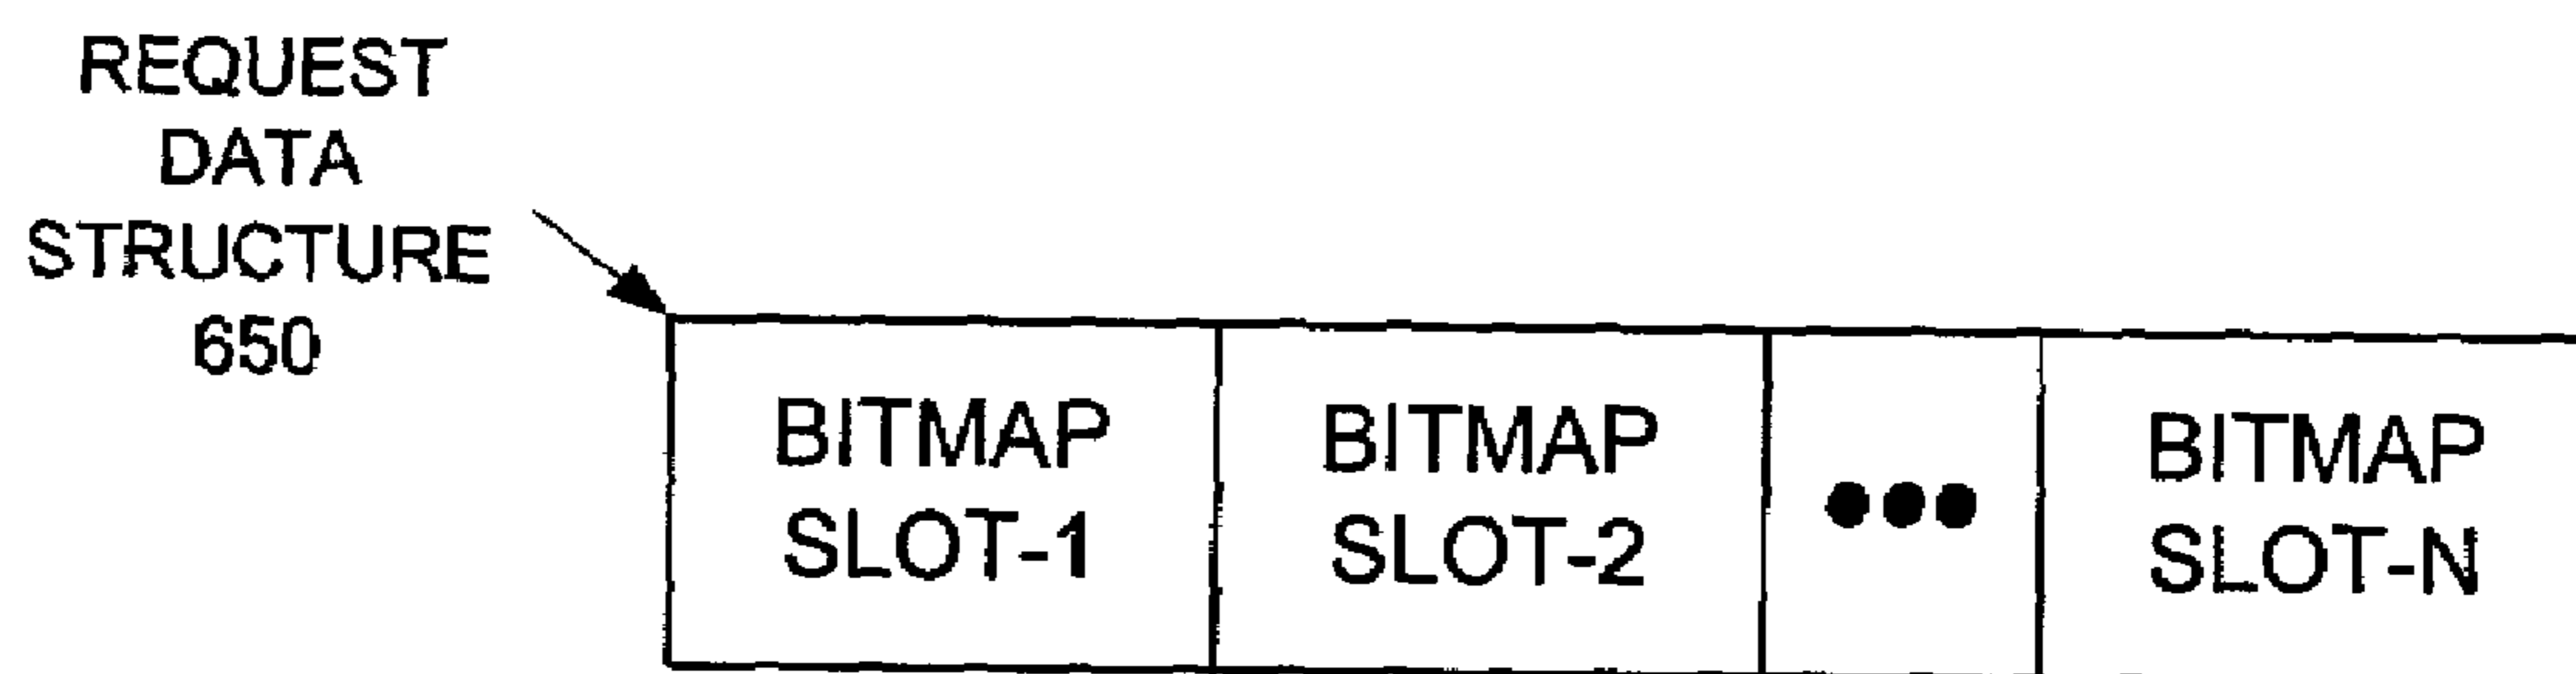 REQUEST
DATA
STRUCTURE
650
BITMAP
SLOT-1
BITMAP
SLOT-2
•••
BITMAP
SLOT-N